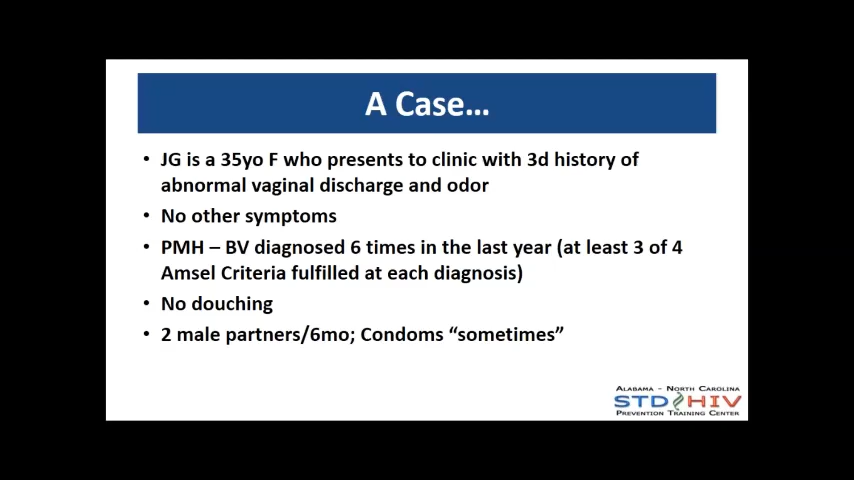 A Case...
• JG is a 35yo F who presents to clinic with 3d history of
abnormal vaginal discharge and odor
• No other symptoms
• PMH – BV diagnosed 6 times in the last year (at least 3 of 4
Amsel Criteria fulfilled at each diagnosis)
• No douching
• 2 male partners/6mo; Condoms “sometimes”
ALABAMA - NORTH CAROLINA
STD HIV
PREVENTION TRAINING CENTER